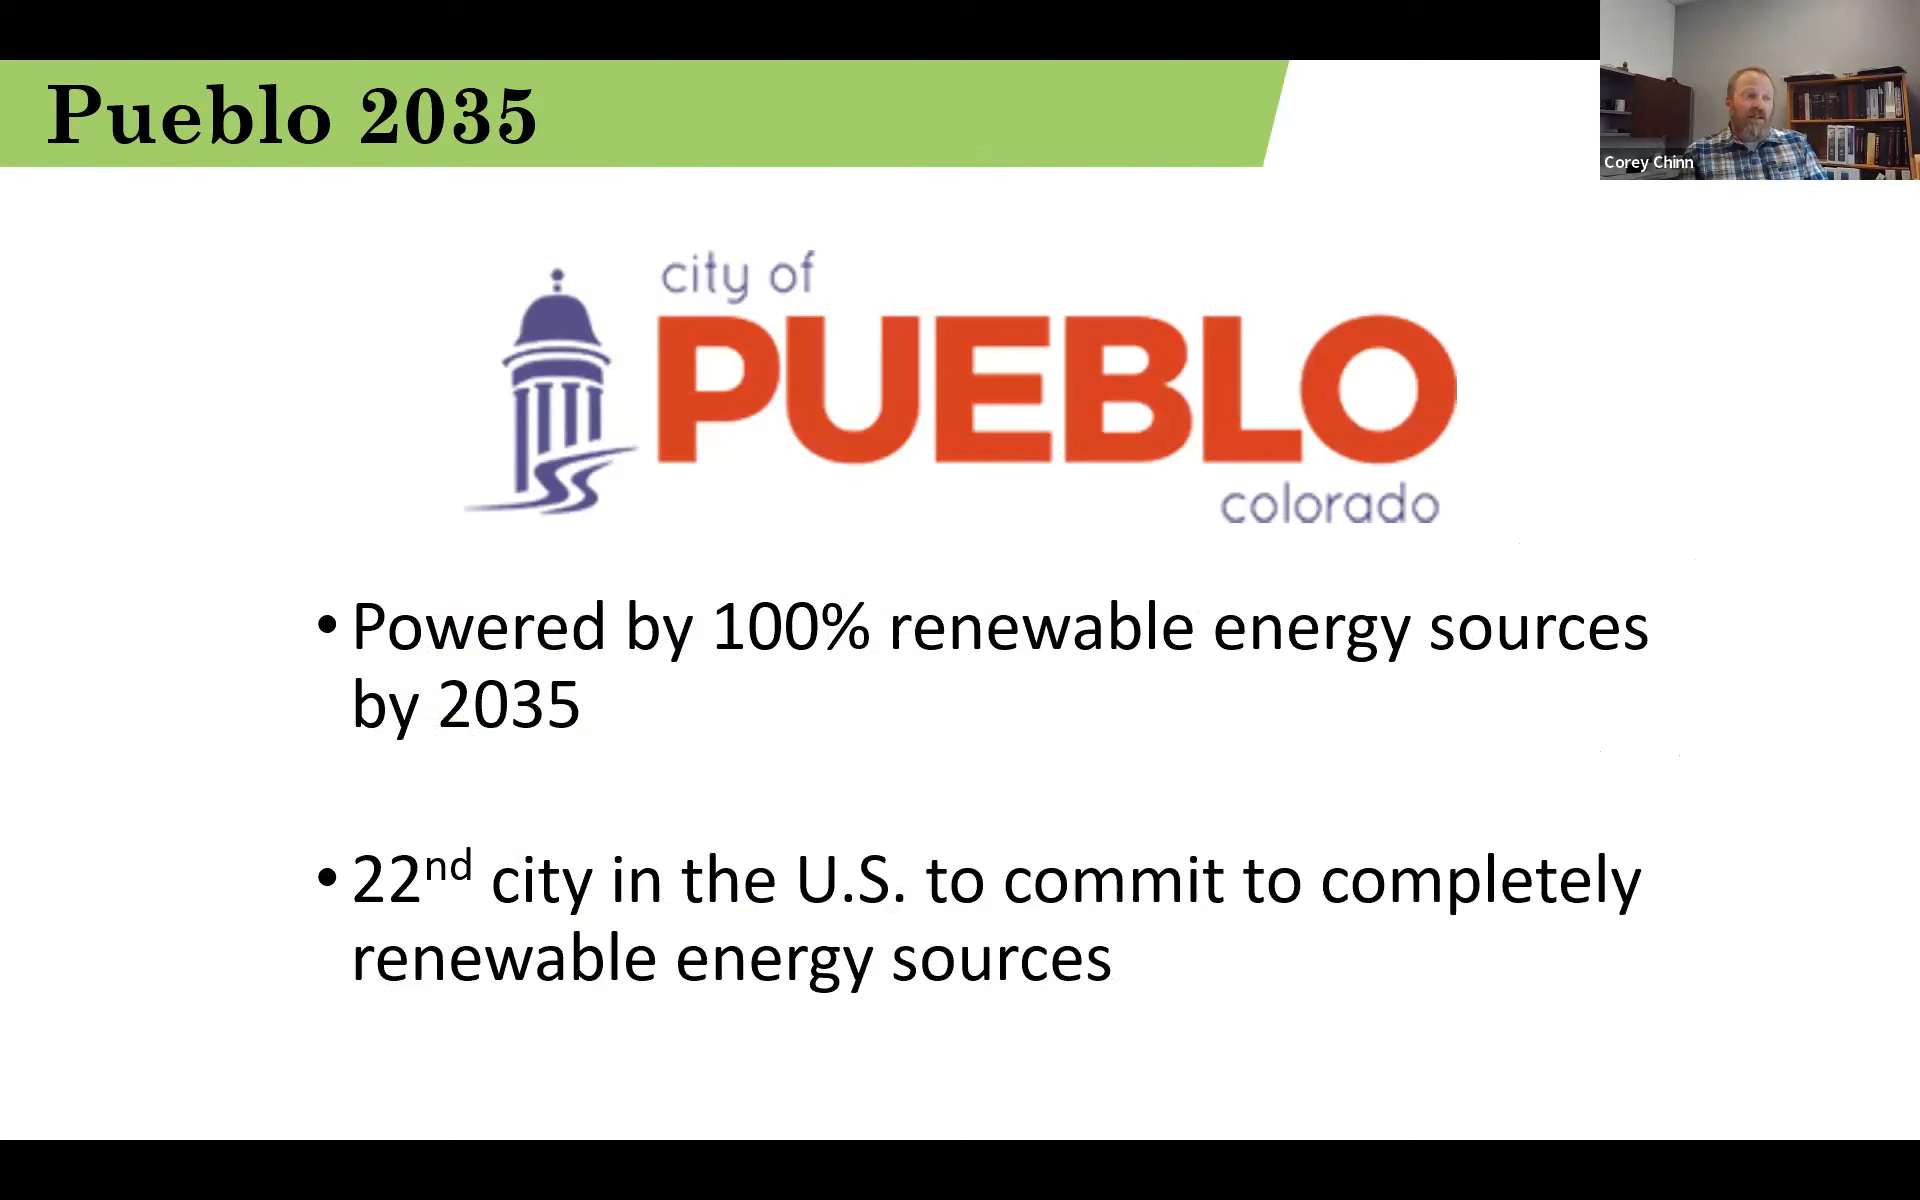 Pueblo 2035
Corey Chinn
city of
PUEBLO
colorado
• Powered by 100% renewable energy sources
by 2035
• 22nd city in the U.S. to commit to completely
renewable energy sources